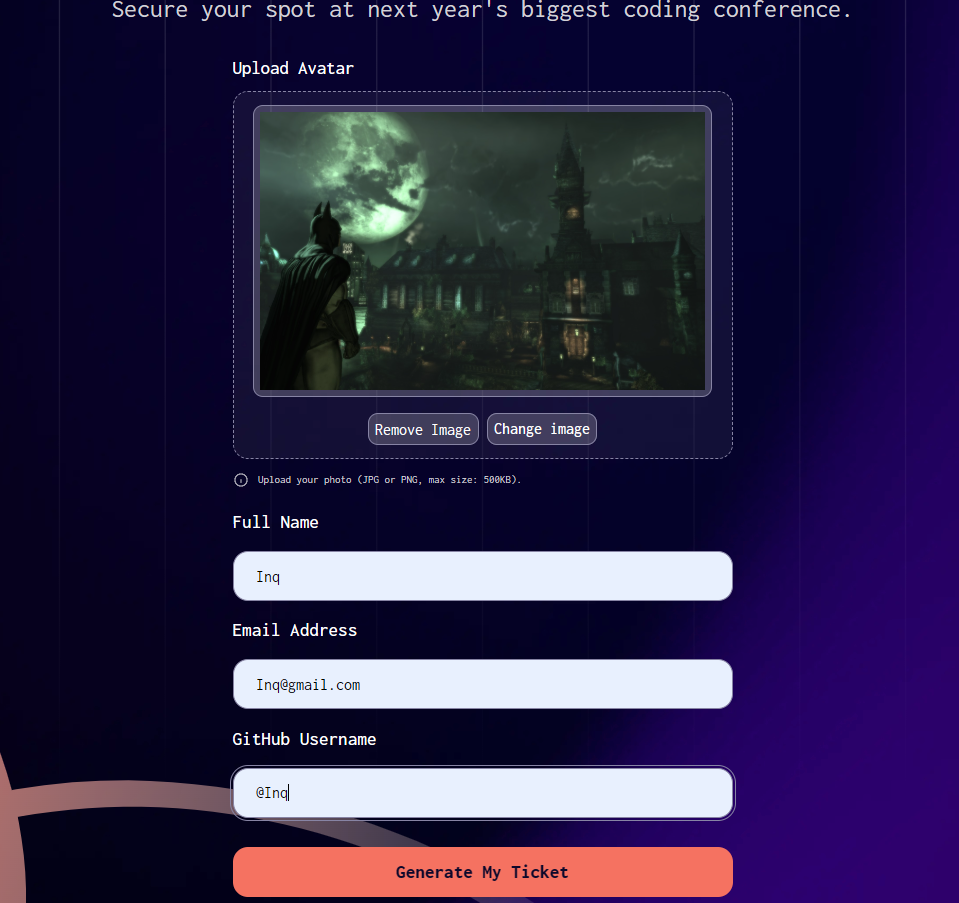 Secure your spot at next year's biggest coding conference.
Upload Avatar
Remove Image
Change image
Upload your photo (JPG or PNG, max size: 500KB).
Full Name
Inq
Email Address
Inq@gmail.com
GitHub Username
@Inq
Generate My Ticket